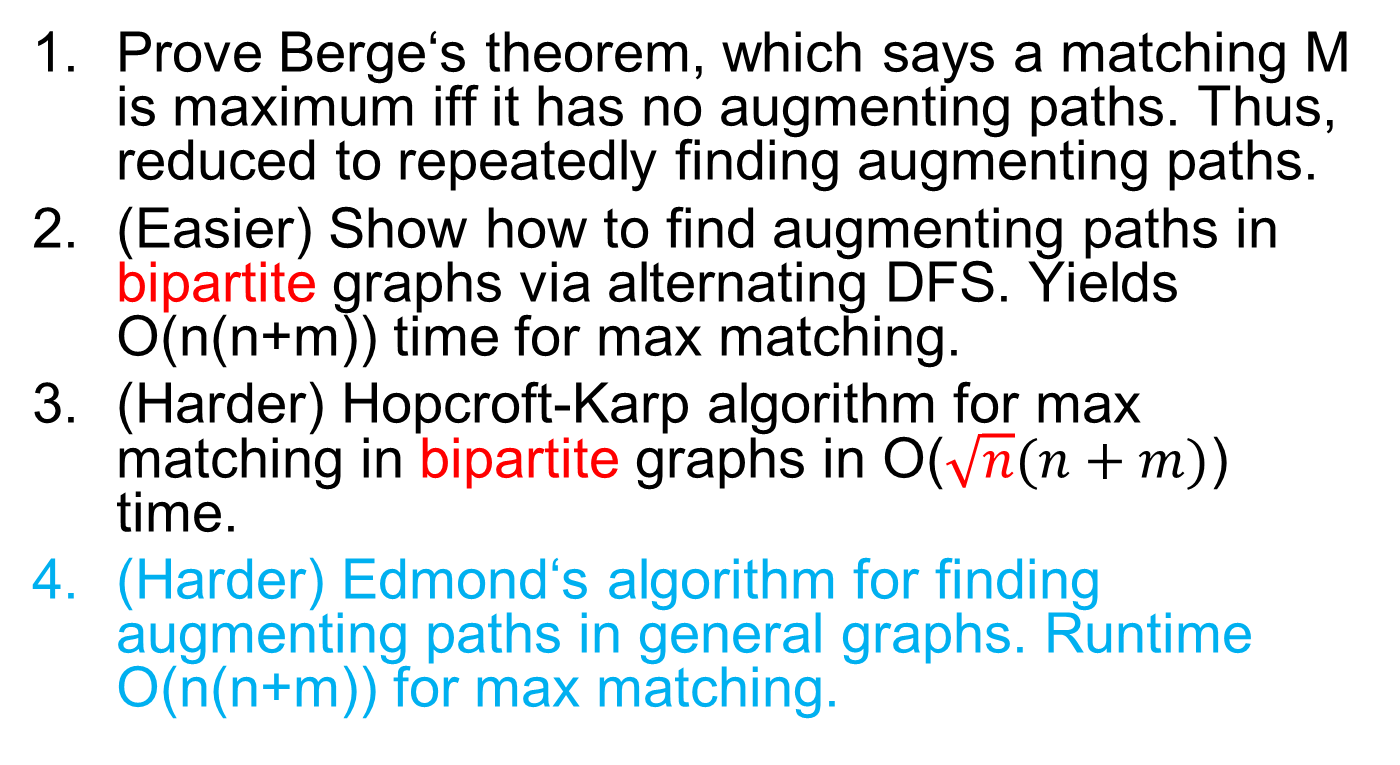 1. Prove Berge‘s theorem, which says a matching M
is maximum iff it has no augmenting paths. Thus,
reduced to repeatedly finding augmenting paths.
2. (Easier) Show how to find augmenting paths in
bipartite graphs via alternating DFS. Yields
O(n(n+m)) time for max matching.
3. (Harder) Hopcroft-Karp algorithm for max
matching in bipartite graphs in O(√n(n + m))
time.
4. (Harder) Edmond‘s algorithm for finding
augmenting paths in general graphs. Runtime
O(n(n+m)) for max matching.